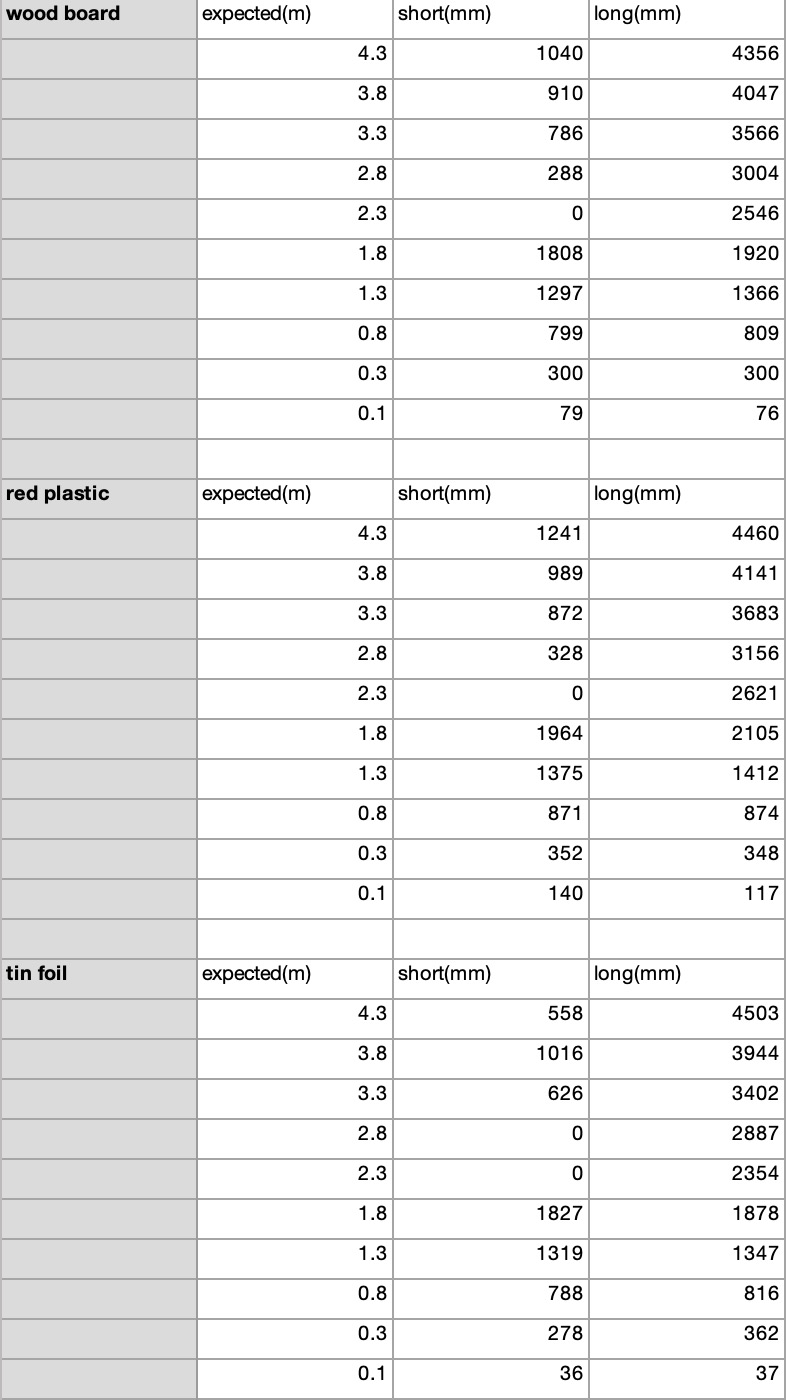 wood board expected(m) short(mm) long(mm)
4.3 1040 4356
3.8 910 4047
3.3 786 3566
2.8 288 3004
2.3 0 2546
1.8 1808 1920
1.3 1297 1366
0.8 799 809
0.3 300 300
0.1 79 76
red plastic expected(m) short(mm) long(mm)
4.3 1241 4460
3.8 989 4141
3.3 872 3683
2.8 328 3156
2.3 0 2621
1.8 1964 2105
1.3 1375 1412
0.8 871 874
0.3 352 348
0.1 140 117
tin foil expected(m) short(mm) long(mm)
4.3 558 4503
3.8 1016 3944
3.3 626 3402
2.8 0 2887
2.3 0 2354
1.8 1827 1878
1.3 1319 1347
0.8 788 816
0.3 278 362
0.1 36 37